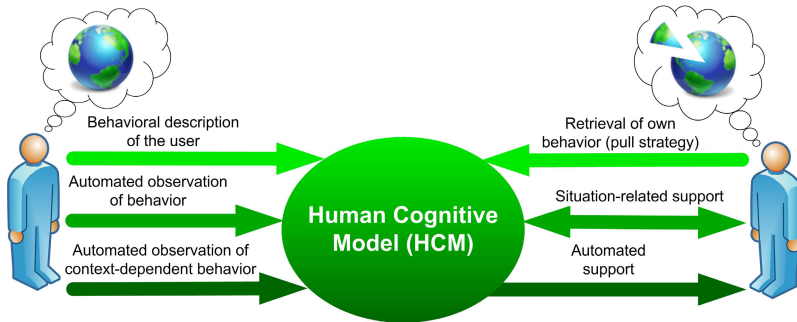 Behavioral description
of the user
Automated observation
of behavior
Automated observation of
context-dependent behavior
Human Cognitive
Model (HCM)
Retrieval of own
behavior (pull strategy)
Situation-related support
Automated
support